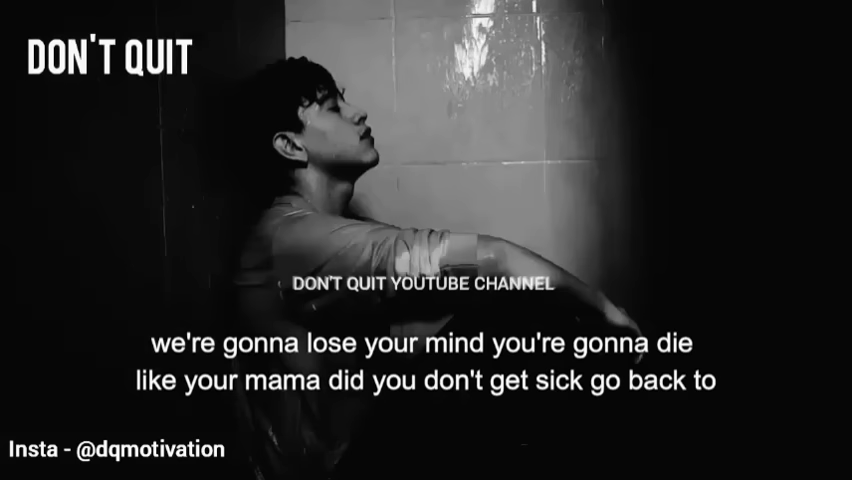 DON'T QUIT
DON'T QUIT YOUTUBE CHANNEL
we're gonna lose your mind you're gonna die
like your mama did you don't get sick go back to
Insta - @dqmotivation